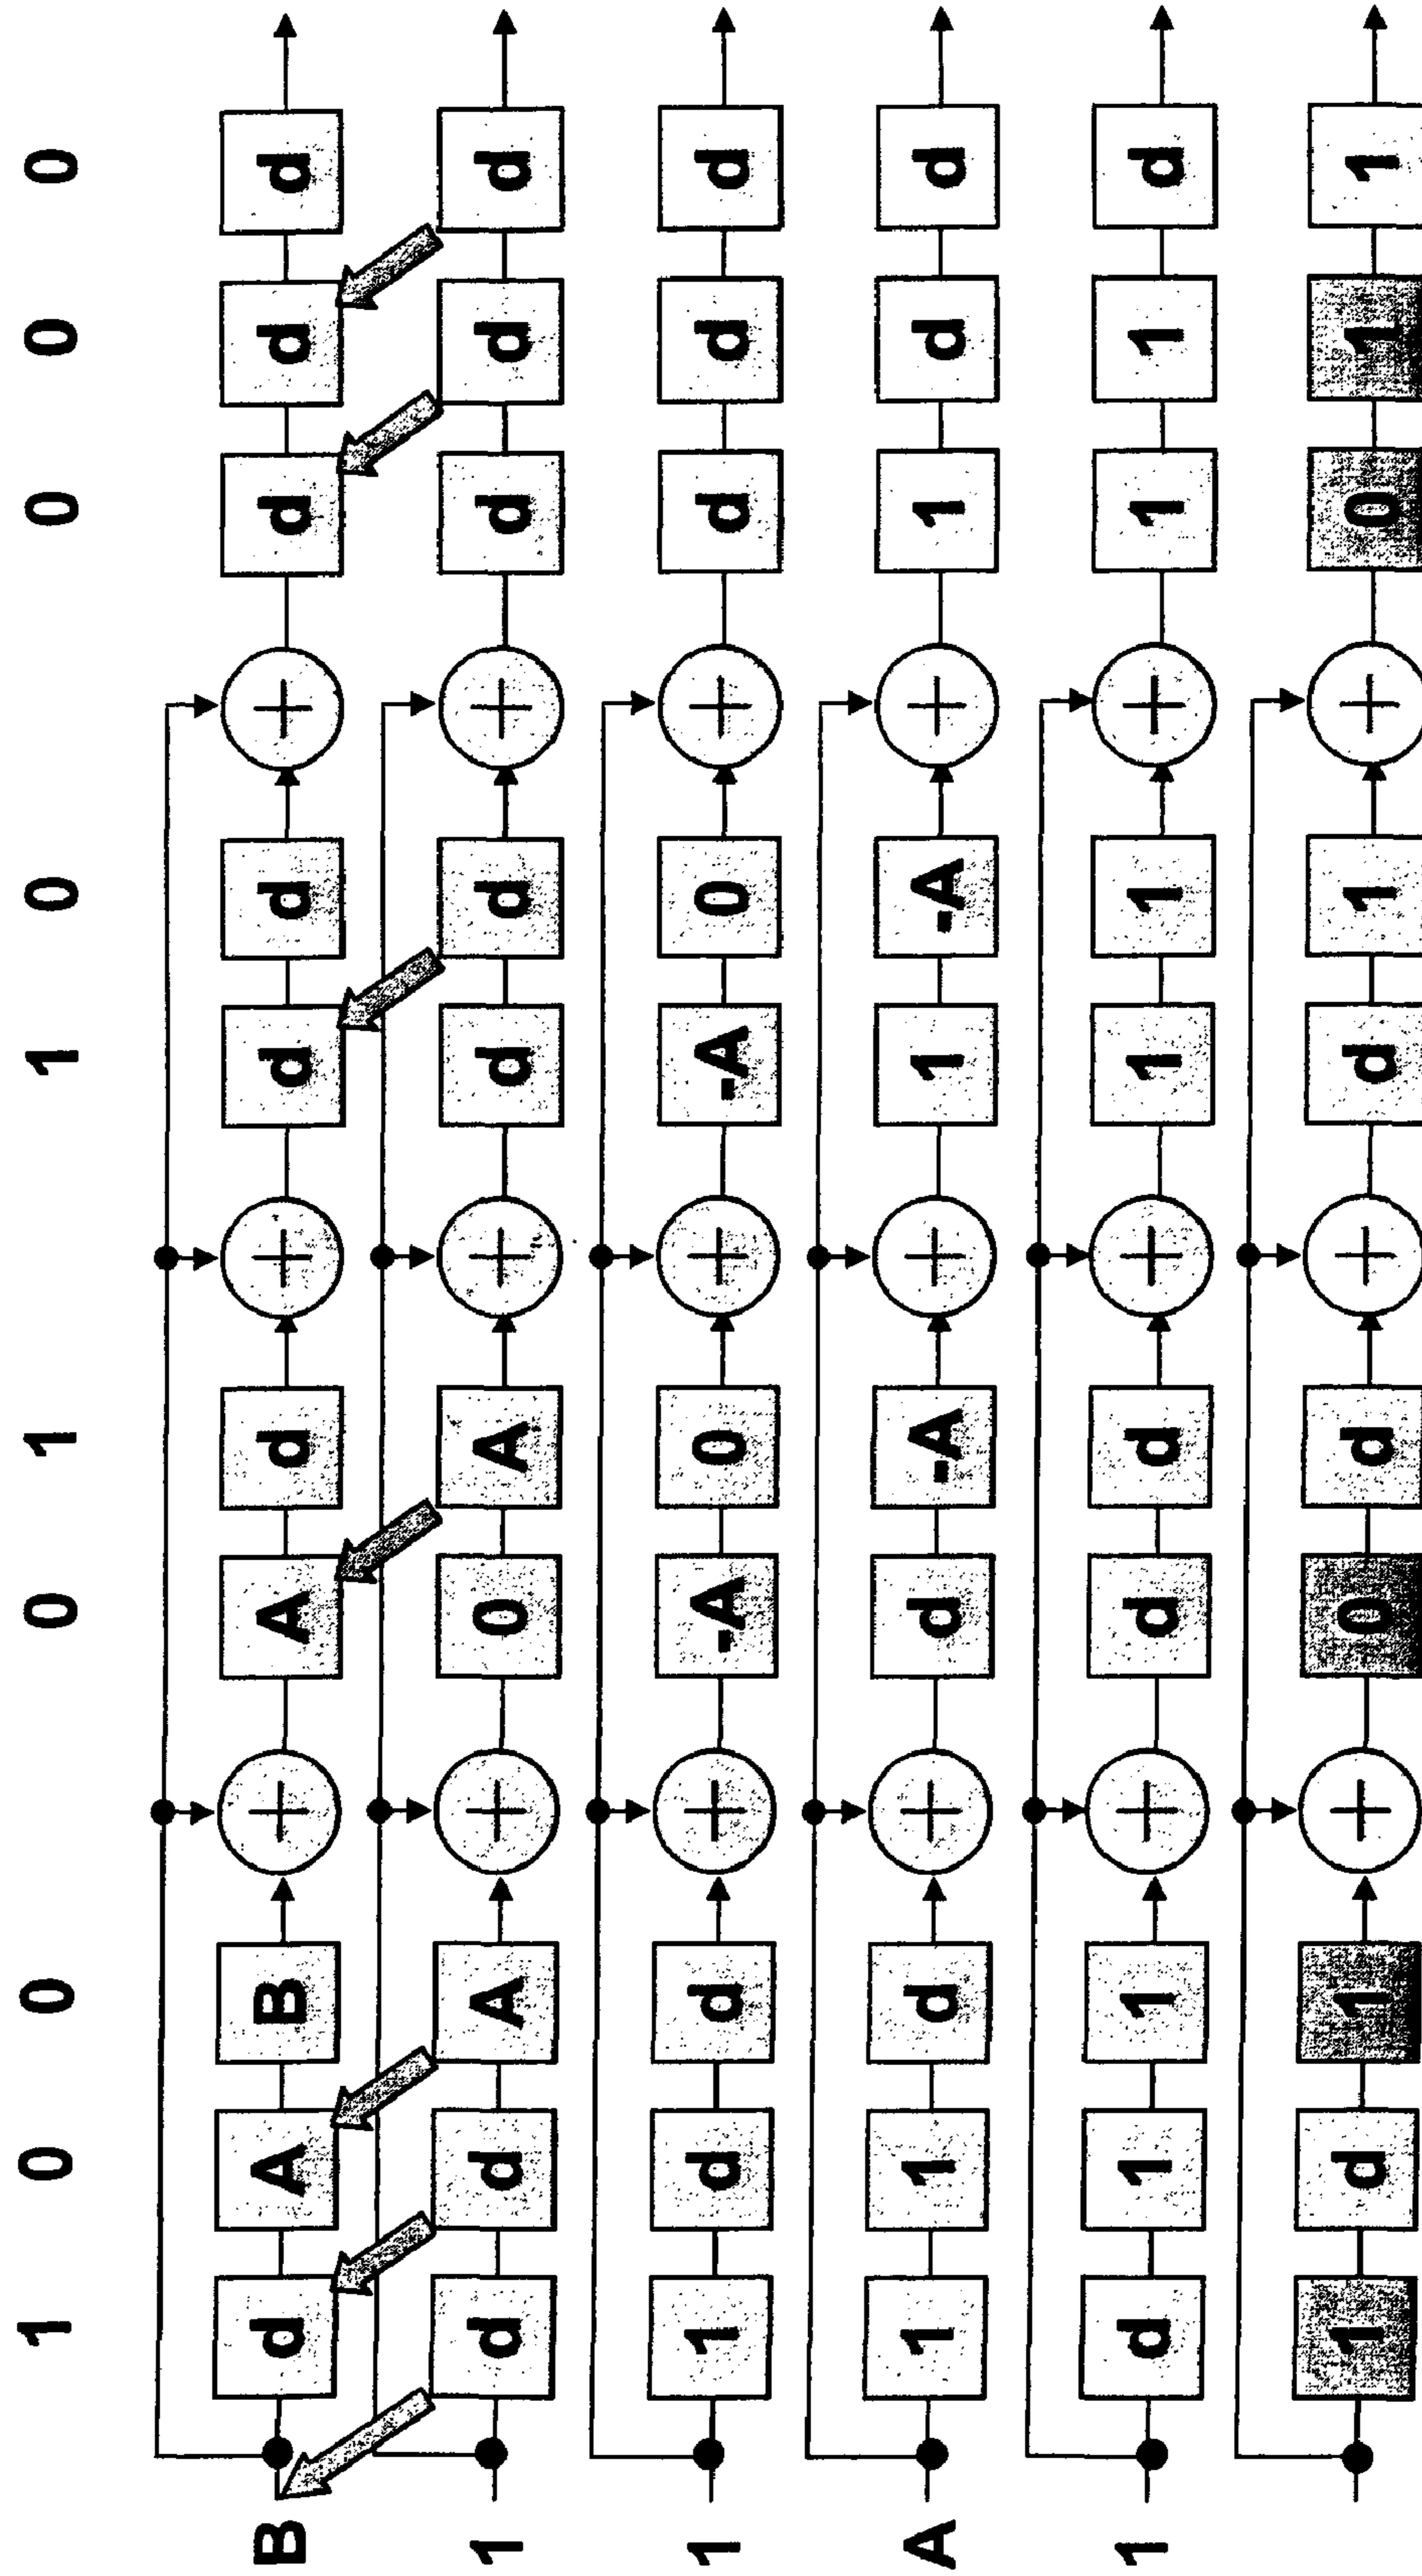 1 0 0 0 1 1 0 0 0 0
B d A B + A d + d d + d d d
1 d d A + 0 A + d d + d d d
1 1 d d + -A 0 + -A 0 + d d d
A 1 1 d + d -A + 1 -A + 1 d d
1 d 1 1 + d d + 1 1 + 1 1 d
1 d 1 + 0 d + d 1 + 0 1 1